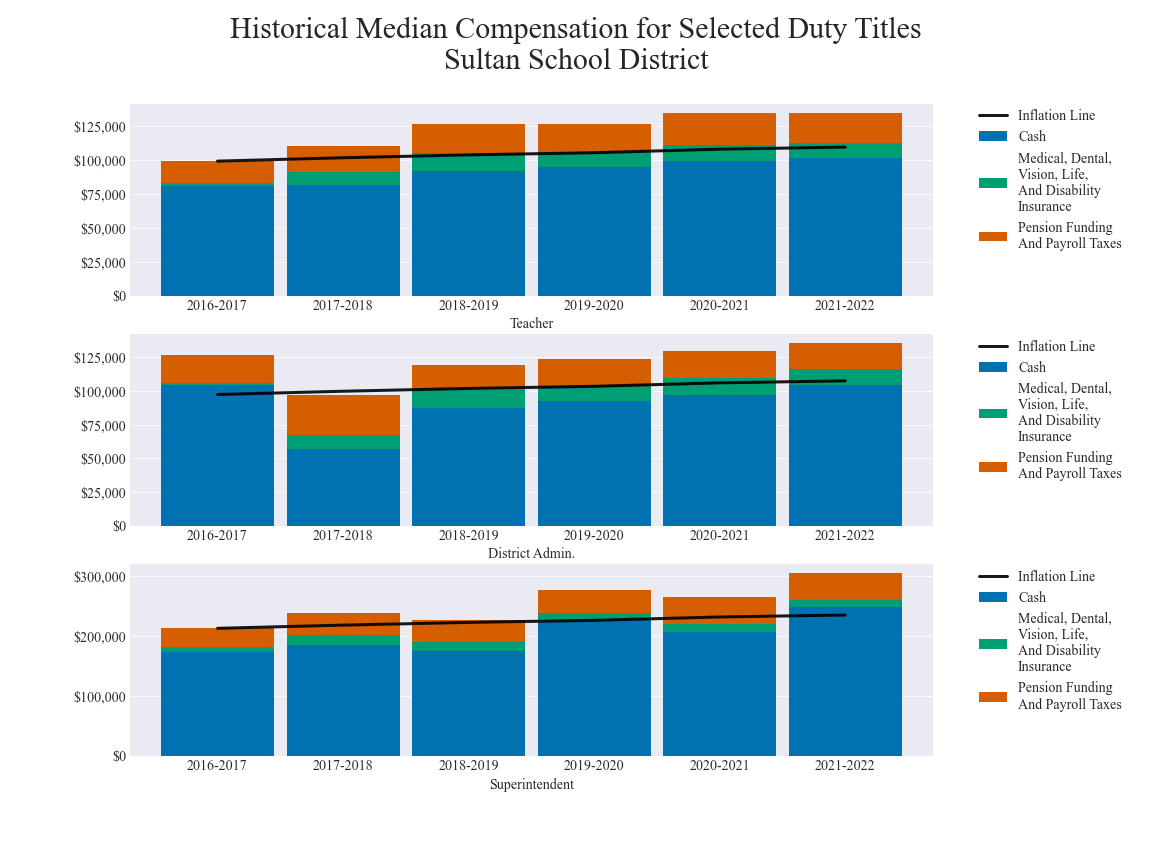 Historical Median Compensation for Selected Duty Titles
Sultan School District
$125,000
$100,000
$75,000
$50,000
$25,000
$0
2016-2017 2017-2018 2018-2019 2019-2020 2020-2021 2021-2022
Teacher
Inflation Line
Cash
Medical, Dental,
Vision, Life,
And Disability
Insurance
Pension Funding
And Payroll Taxes
$125,000
$100,000
$75,000
$50,000
$25,000
$0
2016-2017 2017-2018 2018-2019 2019-2020 2020-2021 2021-2022
District Admin.
Inflation Line
Cash
Medical, Dental,
Vision, Life,
And Disability
Insurance
Pension Funding
And Payroll Taxes
$300,000
$200,000
$100,000
$0
2016-2017 2017-2018 2018-2019 2019-2020 2020-2021 2021-2022
Superintendent
Inflation Line
Cash
Medical, Dental,
Vision, Life,
And Disability
Insurance
Pension Funding
And Payroll Taxes